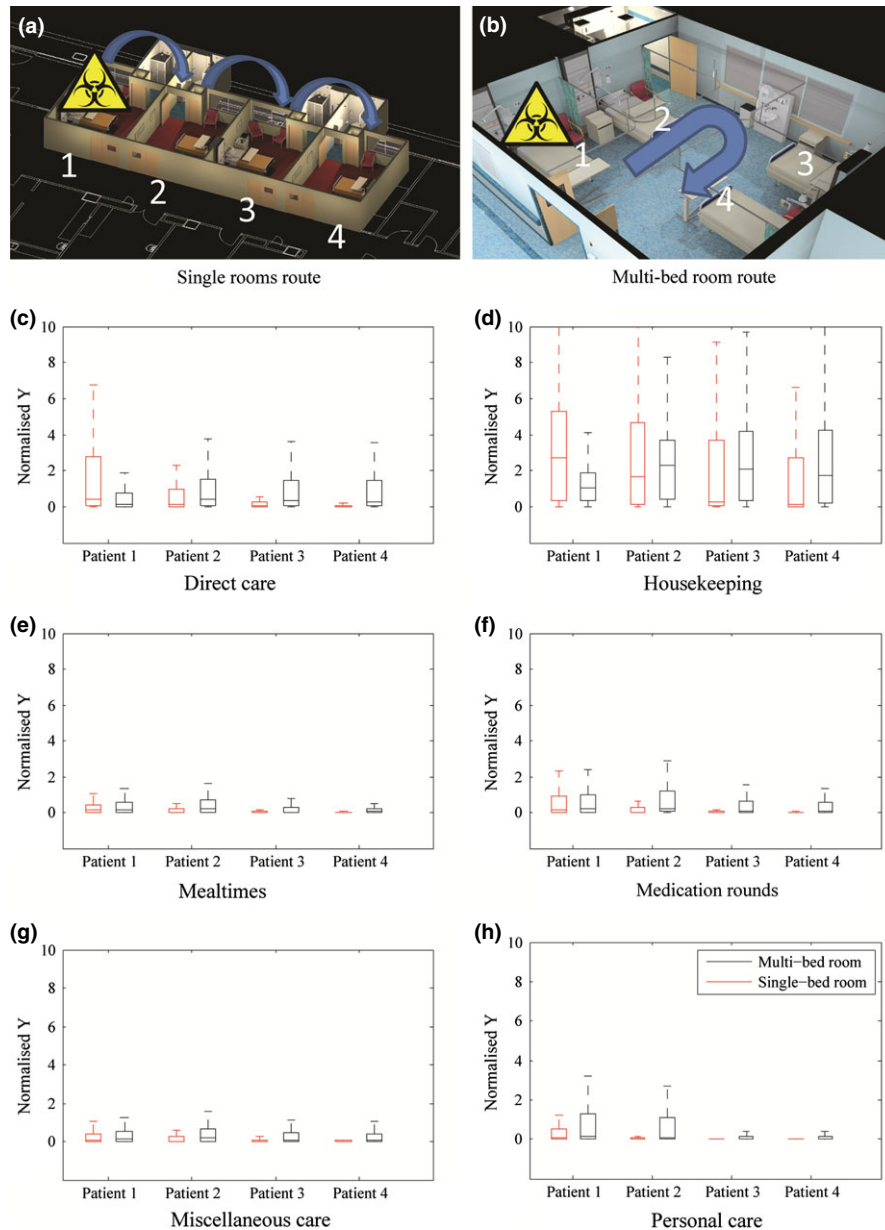 (a)
1
2
3
4
Single rooms route
(b)
1
2
3
4
Multi-bed room route
(c)
Normalised Y
10
8
6
4
2
0
Patient 1 Patient 2 Patient 3 Patient 4
Direct care
(d)
Normalised Y
10
8
6
4
2
0
Patient 1 Patient 2 Patient 3 Patient 4
Housekeeping
(e)
Normalised Y
10
8
6
4
2
0
Patient 1 Patient 2 Patient 3 Patient 4
Mealtimes
(f)
Normalised Y
10
8
6
4
2
0
Patient 1 Patient 2 Patient 3 Patient 4
Medication rounds
(g)
Normalised Y
10
8
6
4
2
0
Patient 1 Patient 2 Patient 3 Patient 4
Miscellaneous care
(h)
Normalised Y
10
8
6
4
2
0
Multi−bed room
Single−bed room
Patient 1 Patient 2 Patient 3 Patient 4
Personal care